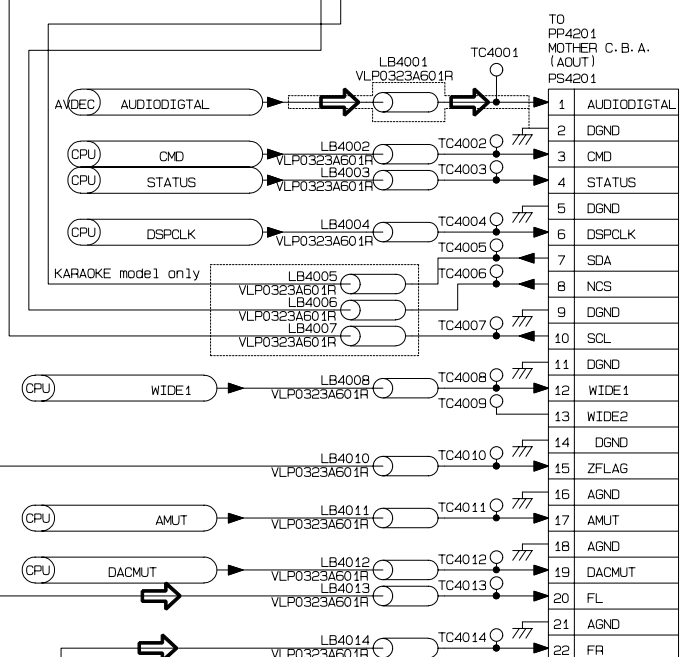 TO
PP4201
MOTHER C.B.A.
(AOUT)
PS4201
LB4001
VLP0323A601R
TC4001
AVDEC AUDIODIGTAL
1 AUDIODIGTAL
2 DGND
CPU CMD
LB4002
VLP0323A601R
TC4002
3 CMD
CPU STATUS
LB4003
VLP0323A601R
TC4003
4 STATUS
5 DGND
CPU DSPCLK
LB4004
VLP0323A601R
TC4004
6 DSPCLK
TC4005
7 SDA
KARAOKE model only
LB4005
VLP0323A601R
TC4006
8 NCS
LB4006
VLP0323A601R
9 DGND
LB4007
VLP0323A601R
TC4007
10 SCL
11 DGND
CPU WIDE1
LB4008
VLP0323A601R
TC4008
12 WIDE1
TC4009
13 WIDE2
14 DGND
LB4010
VLP0323A601R
TC4010
15 ZFLAG
16 AGND
CPU AMUT
LB4011
VLP0323A601R
TC4011
17 AMUT
18 AGND
CPU DACMUT
LB4012
VLP0323A601R
TC4012
19 DACMUT
LB4013
VLP0323A601R
TC4013
20 FL
21 AGND
LB4014
VLP0323A601R
TC4014
22 FR